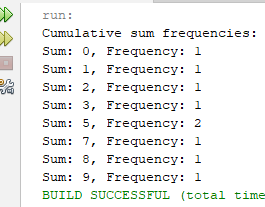 run:
Cumulative sum frequencies:
Sum: 0, Frequency: 1
Sum: 1, Frequency: 1
Sum: 2, Frequency: 1
Sum: 3, Frequency: 1
Sum: 5, Frequency: 2
Sum: 7, Frequency: 1
Sum: 8, Frequency: 1
Sum: 9, Frequency: 1
BUILD SUCCESSFUL (total time